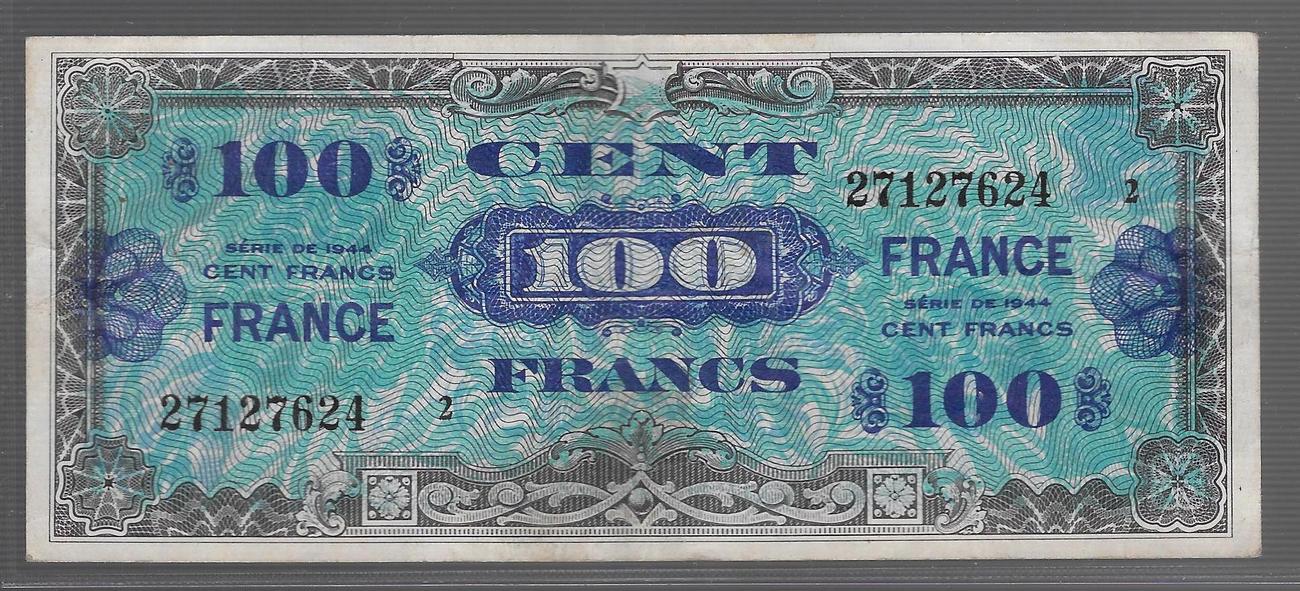 100 CENT
27127624 2
SÉRIE DE 1944
CENT FRANCS
FRANCE
100
FRANCE
SÉRIE DE 1944
CENT FRANCS
FRANCS
27127624 2
100